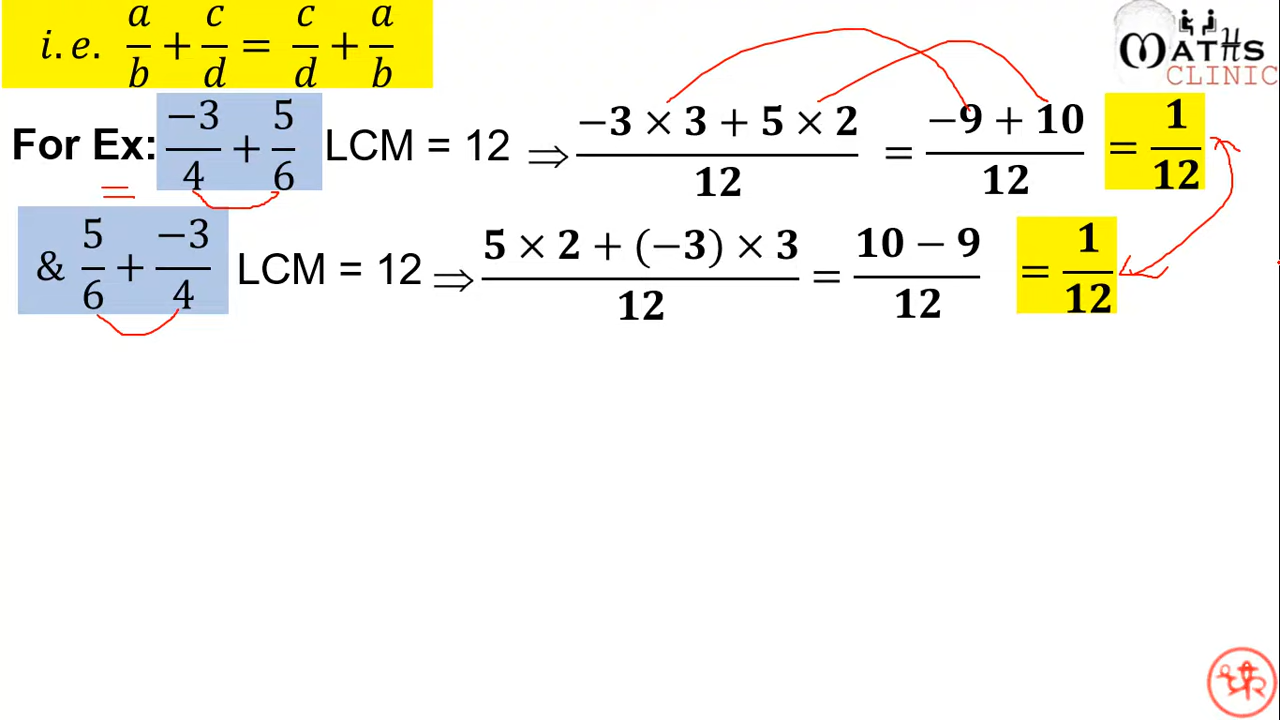 i.e. a/b + c/d = c/d + a/b
MATHS
CLINIC
For Ex: −3/4 + 5/6 LCM = 12 ⇒ (−3 × 3 + 5 × 2)/12 = (−9 + 10)/12 = 1/12
& 5/6 + −3/4 LCM = 12 ⇒ (5 × 2 + (−3) × 3)/12 = (10 − 9)/12 = 1/12